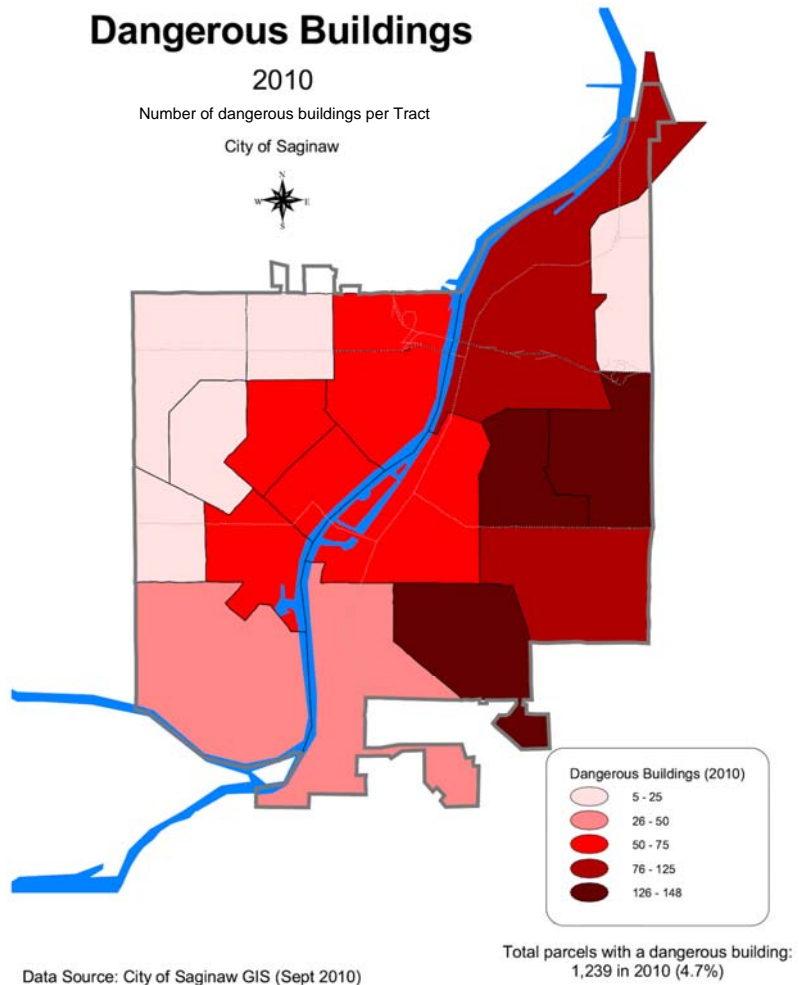 Dangerous Buildings
2010
Number of dangerous buildings per Tract
City of Saginaw
N
W E
S
Dangerous Buildings (2010)
5 - 25
26 - 50
50 - 75
76 - 125
126 - 148
Total parcels with a dangerous building:
1,239 in 2010 (4.7%)
Data Source: City of Saginaw GIS (Sept 2010)